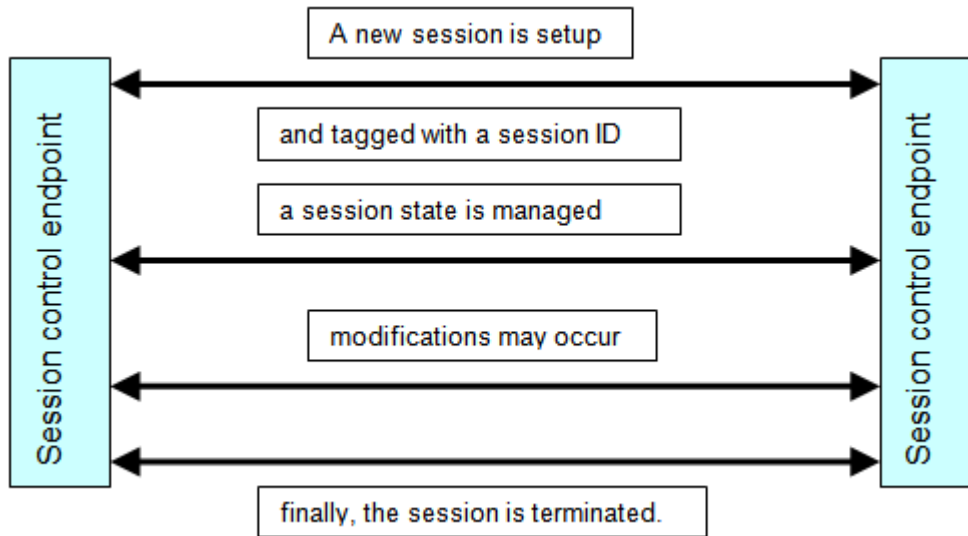 A new session is setup
Session control endpoint
Session control endpoint
and tagged with a session ID
a session state is managed
modifications may occur
finally, the session is terminated.